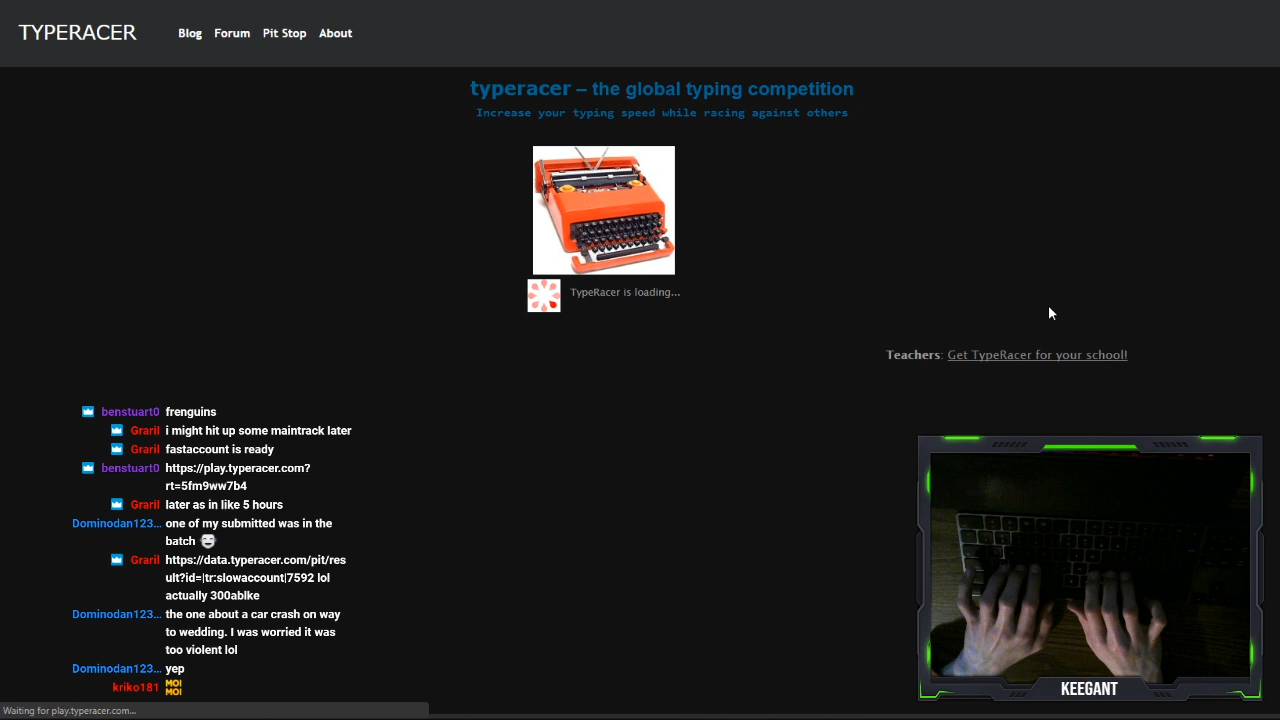 TYPERACER
Blog Forum Pit Stop About
typeracer – the global typing competition
Increase your typing speed while racing against others
TypeRacer is loading...
Teachers: Get TypeRacer for your school!
benstuart0 frenguins
Graril i might hit up some maintrack later
Graril fastaccount is ready
benstuart0 https://play.typeracer.com?
rt=5fm9ww7b4
Graril later as in like 5 hours
Dominodan123... one of my submitted was in the
batch
Graril https://data.typeracer.com/pit/res
ult?id=|tr:slowaccount|7592 lol
actually 300ablke
Dominodan123... the one about a car crash on way
to wedding. I was worried it was
too violent lol
Dominodan123... yep
kriko181 MOI
MOI
KEEGANT
Waiting for play.typeracer.com...